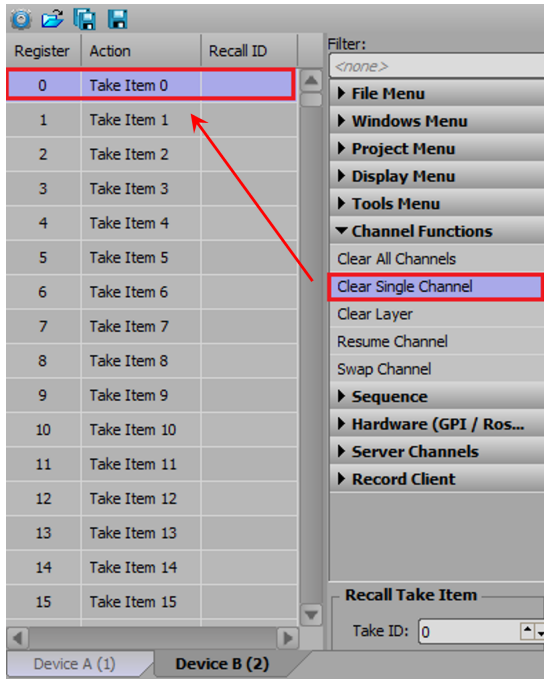 Register Action Recall ID
0 Take Item 0
1 Take Item 1
2 Take Item 2
3 Take Item 3
4 Take Item 4
5 Take Item 5
6 Take Item 6
7 Take Item 7
8 Take Item 8
9 Take Item 9
10 Take Item 10
11 Take Item 11
12 Take Item 12
13 Take Item 13
14 Take Item 14
15 Take Item 15
Device A (1) Device B (2)
Filter:
<none>
File Menu
Windows Menu
Project Menu
Display Menu
Tools Menu
Channel Functions
Clear All Channels
Clear Single Channel
Clear Layer
Resume Channel
Swap Channel
Sequence
Hardware (GPI / Ros...
Server Channels
Record Client
Recall Take Item
Take ID: 0